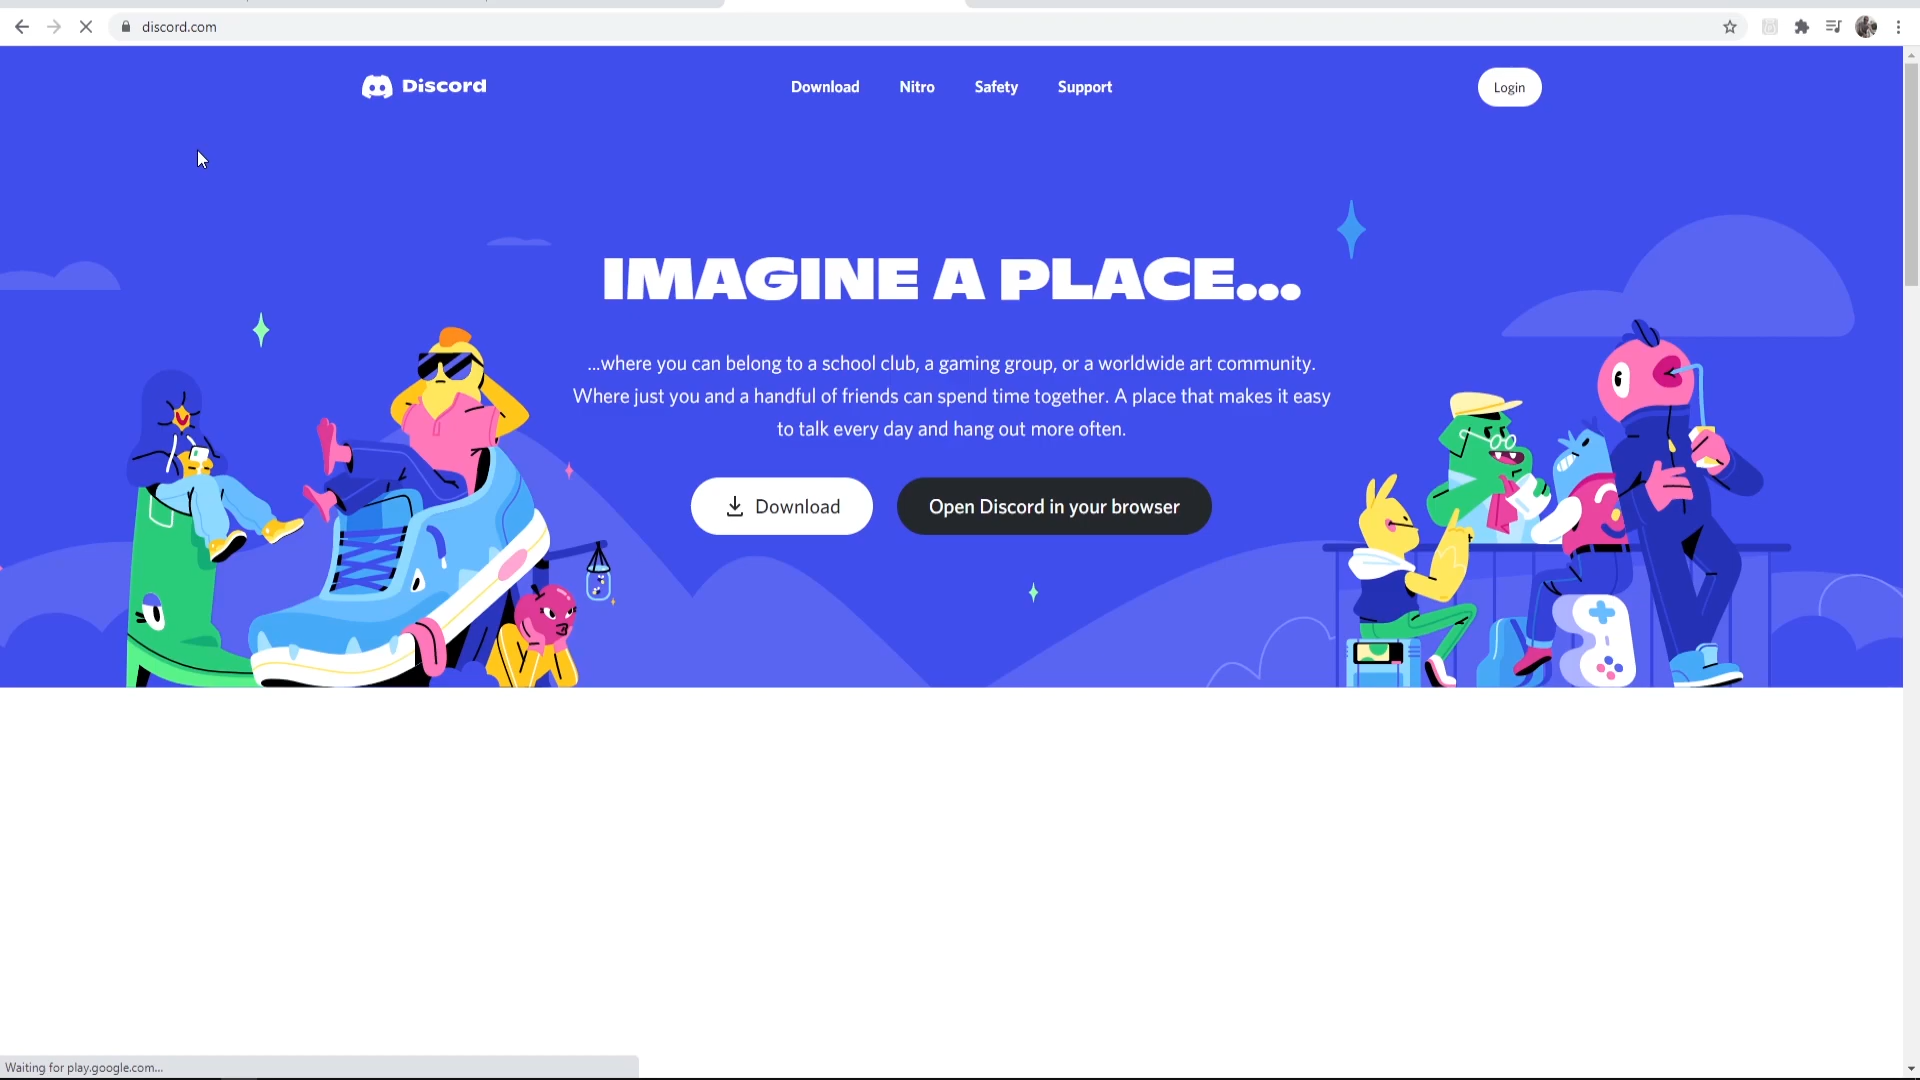 discord.com
Discord
Download
Nitro
Safety
Support
Login
IMAGINE A PLACE...
...where you can belong to a school club, a gaming group, or a worldwide art community.
Where just you and a handful of friends can spend time together. A place that makes it easy
to talk every day and hang out more often.
Download
Open Discord in your browser
Waiting for play.google.com...